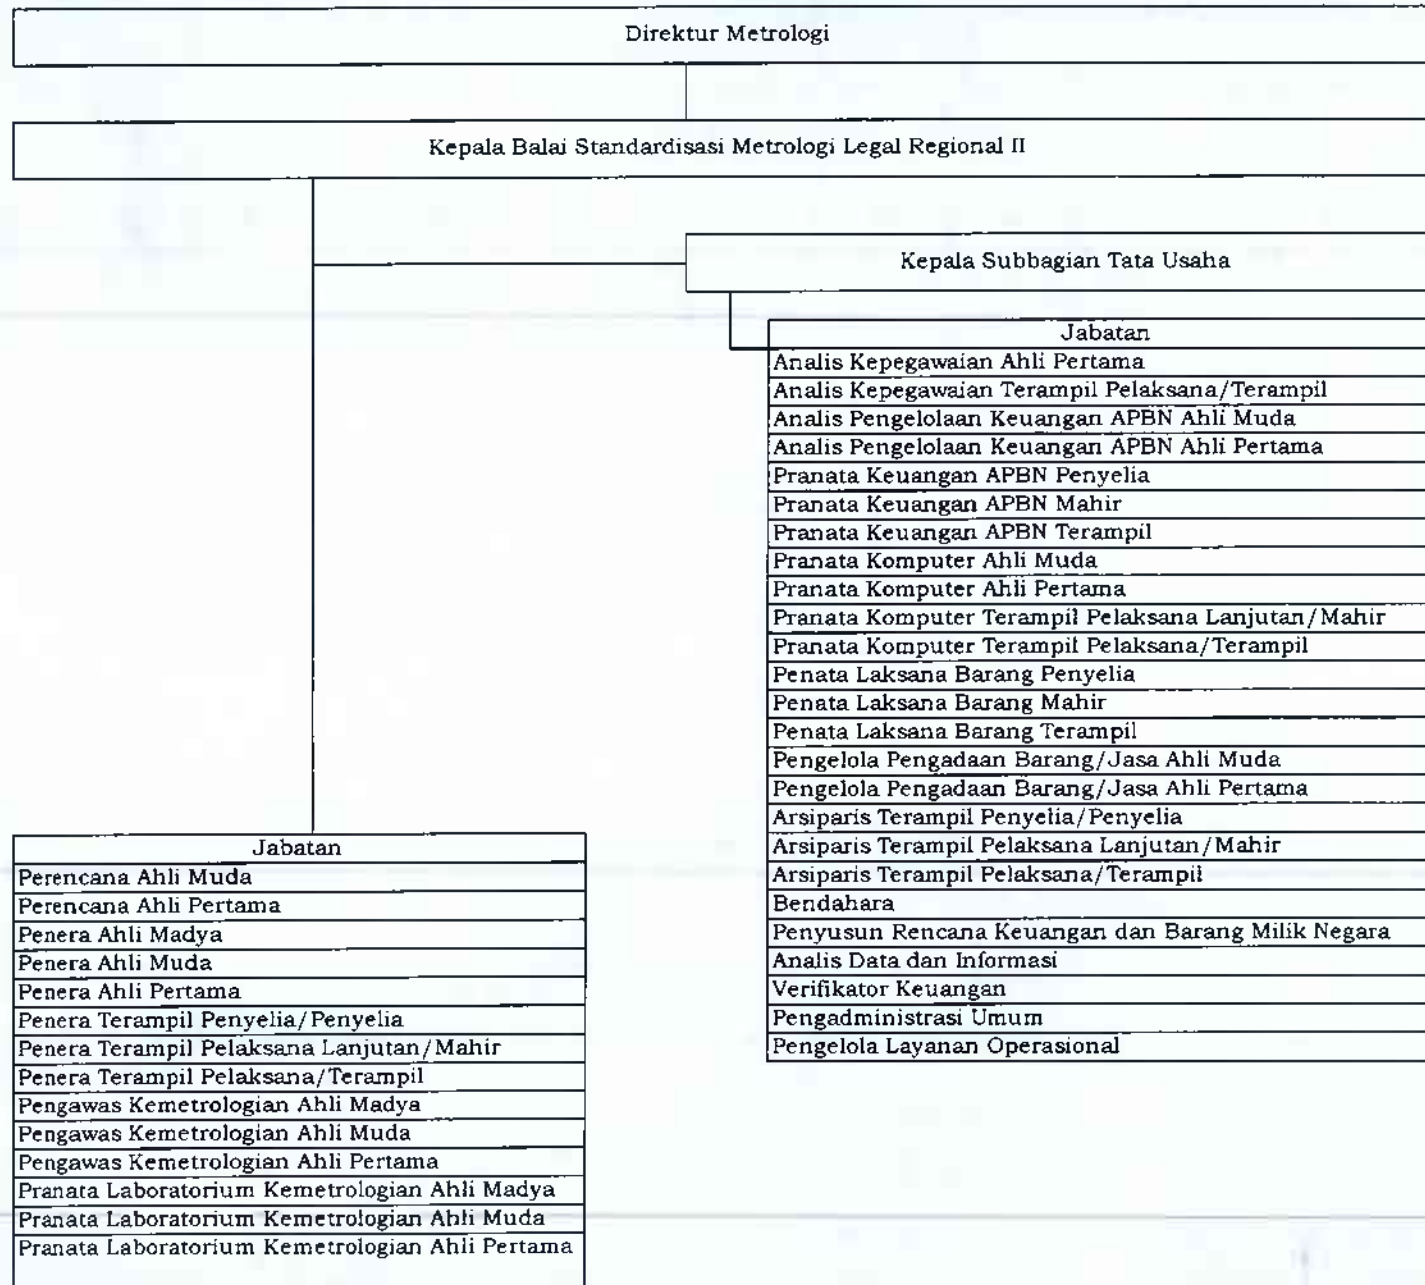 Direktur Metrologi
Kepala Balai Standardisasi Metrologi Legal Regional II
Kepala Subbagian Tata Usaha
Jabatan
Analis Kepegawaian Ahli Pertama
Analis Kepegawaian Terampil Pelaksana/Terampil
Analis Pengelolaan Keuangan APBN Ahli Muda
Analis Pengelolaan Keuangan APBN Ahli Pertama
Pranata Keuangan APBN Penyelia
Pranata Keuangan APBN Mahir
Pranata Keuangan APBN Terampil
Pranata Komputer Ahli Muda
Pranata Komputer Ahli Pertama
Pranata Komputer Terampil Pelaksana Lanjutan/Mahir
Pranata Komputer Terampil Pelaksana/Terampil
Penata Laksana Barang Penyelia
Penata Laksana Barang Mahir
Penata Laksana Barang Terampil
Pengelola Pengadaan Barang/Jasa Ahli Muda
Pengelola Pengadaan Barang/Jasa Ahli Pertama
Arsiparis Terampil Penyelia/Penyelia
Arsiparis Terampil Pelaksana Lanjutan/Mahir
Arsiparis Terampil Pelaksana/Terampil
Bendahara
Penyusun Rencana Keuangan dan Barang Milik Negara
Analis Data dan Informasi
Verifikator Keuangan
Pengadministrasi Umum
Pengelola Layanan Operasional
Jabatan
Perencana Ahli Muda
Perencana Ahli Pertama
Penera Ahli Madya
Penera Ahli Muda
Penera Ahli Pertama
Penera Terampil Penyelia/Penyelia
Penera Terampil Pelaksana Lanjutan/Mahir
Penera Terampil Pelaksana/Terampil
Pengawas Kemetrologian Ahli Madya
Pengawas Kemetrologian Ahli Muda
Pengawas Kemetrologian Ahli Pertama
Pranata Laboratorium Kemetrologian Ahli Madya
Pranata Laboratorium Kemetrologian Ahli Muda
Pranata Laboratorium Kemetrologian Ahli Pertama